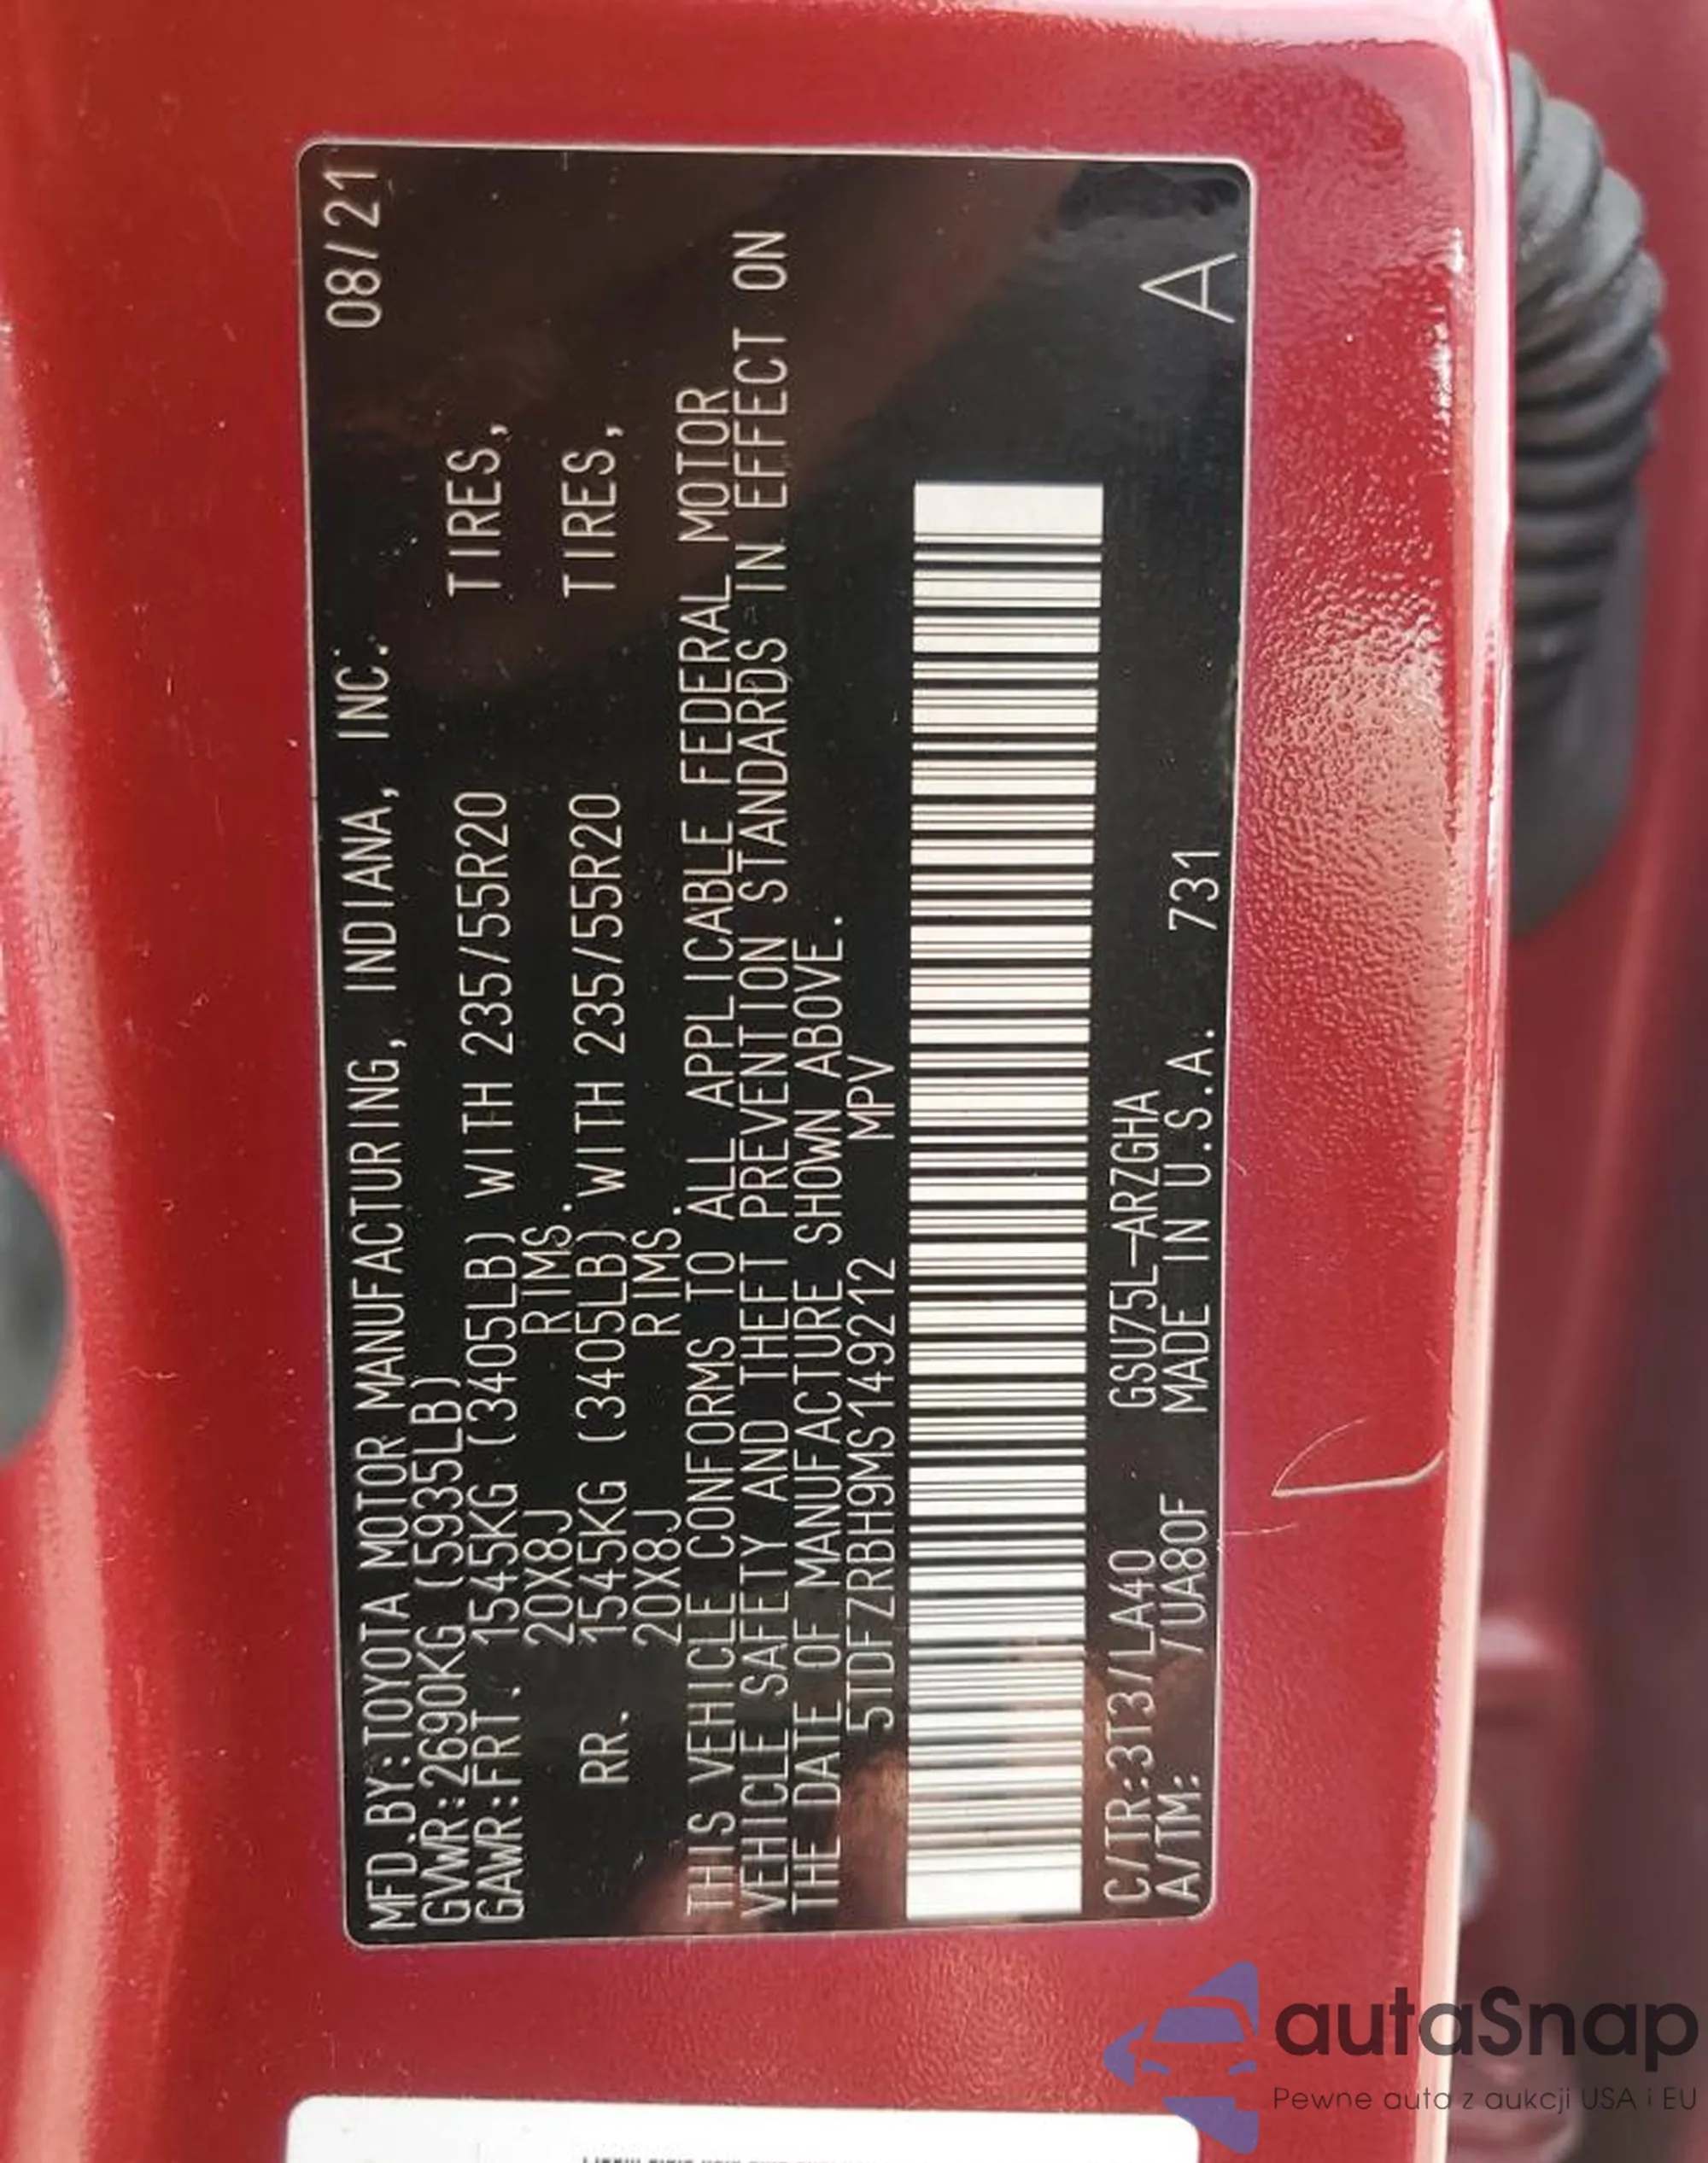 MFD.BY:TOYOTA MOTOR MANUFACTURING, INDIANA, INC. 08/21
GVWR:2690KG (5935LB)
GAWR:FRT. 1545KG (3405LB) WITH 235/55R20 TIRES,
20X8J RIMS.
RR. 1545KG (3405LB) WITH 235/55R20 TIRES,
20X8J RIMS.
THIS VEHICLE CONFORMS TO ALL APPLICABLE FEDERAL MOTOR
VEHICLE SAFETY AND THEFT PREVENTION STANDARDS IN EFFECT ON
THE DATE OF MANUFACTURE SHOWN ABOVE.
5TDFZRBH9MS149212 MPV
C/TR:3T3/LA40 GSU75L-ARZGHA
A/TM: /UA80F MADE IN U.S.A. 731 A
autaSnap
Pewne auta z aukcji USA i EU